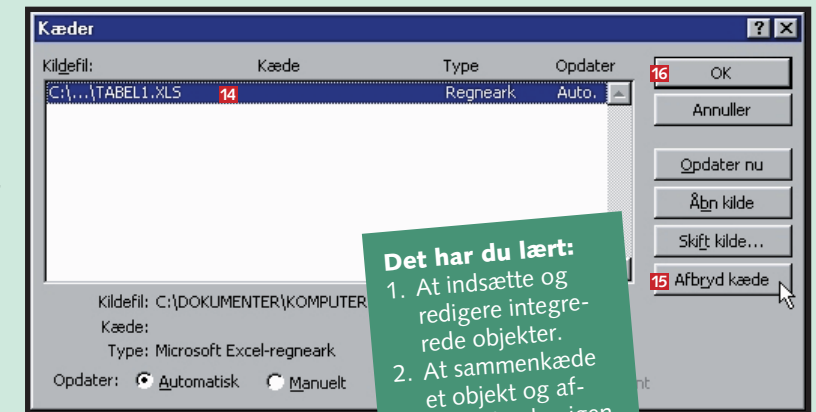 Kæder
Kildefil: Kæde Type Opdater
C:\...\TABEL1.XLS 14 Regneark Auto.
16 OK
Annuller
Opdater nu
Åbn kilde
Skift kilde...
15 Afbryd kæde
Kildefil: C:\DOKUMENTER\KOMPUTER
Kæde:
Type: Microsoft Excel-regneark
Opdater: Automatisk Manuelt
Det har du lært:
1. At indsætte og
redigere integre-
rede objekter.
2. At sammenkæde
et objekt og af-